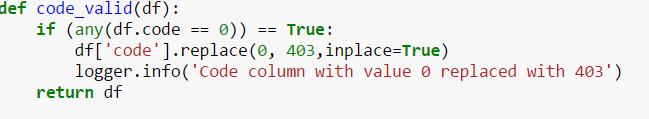 def code_valid(df):
    if (any(df.code == 0)) == True:
        df['code'].replace(0, 403,inplace=True)
        logger.info('Code column with value 0 replaced with 403')
    return df